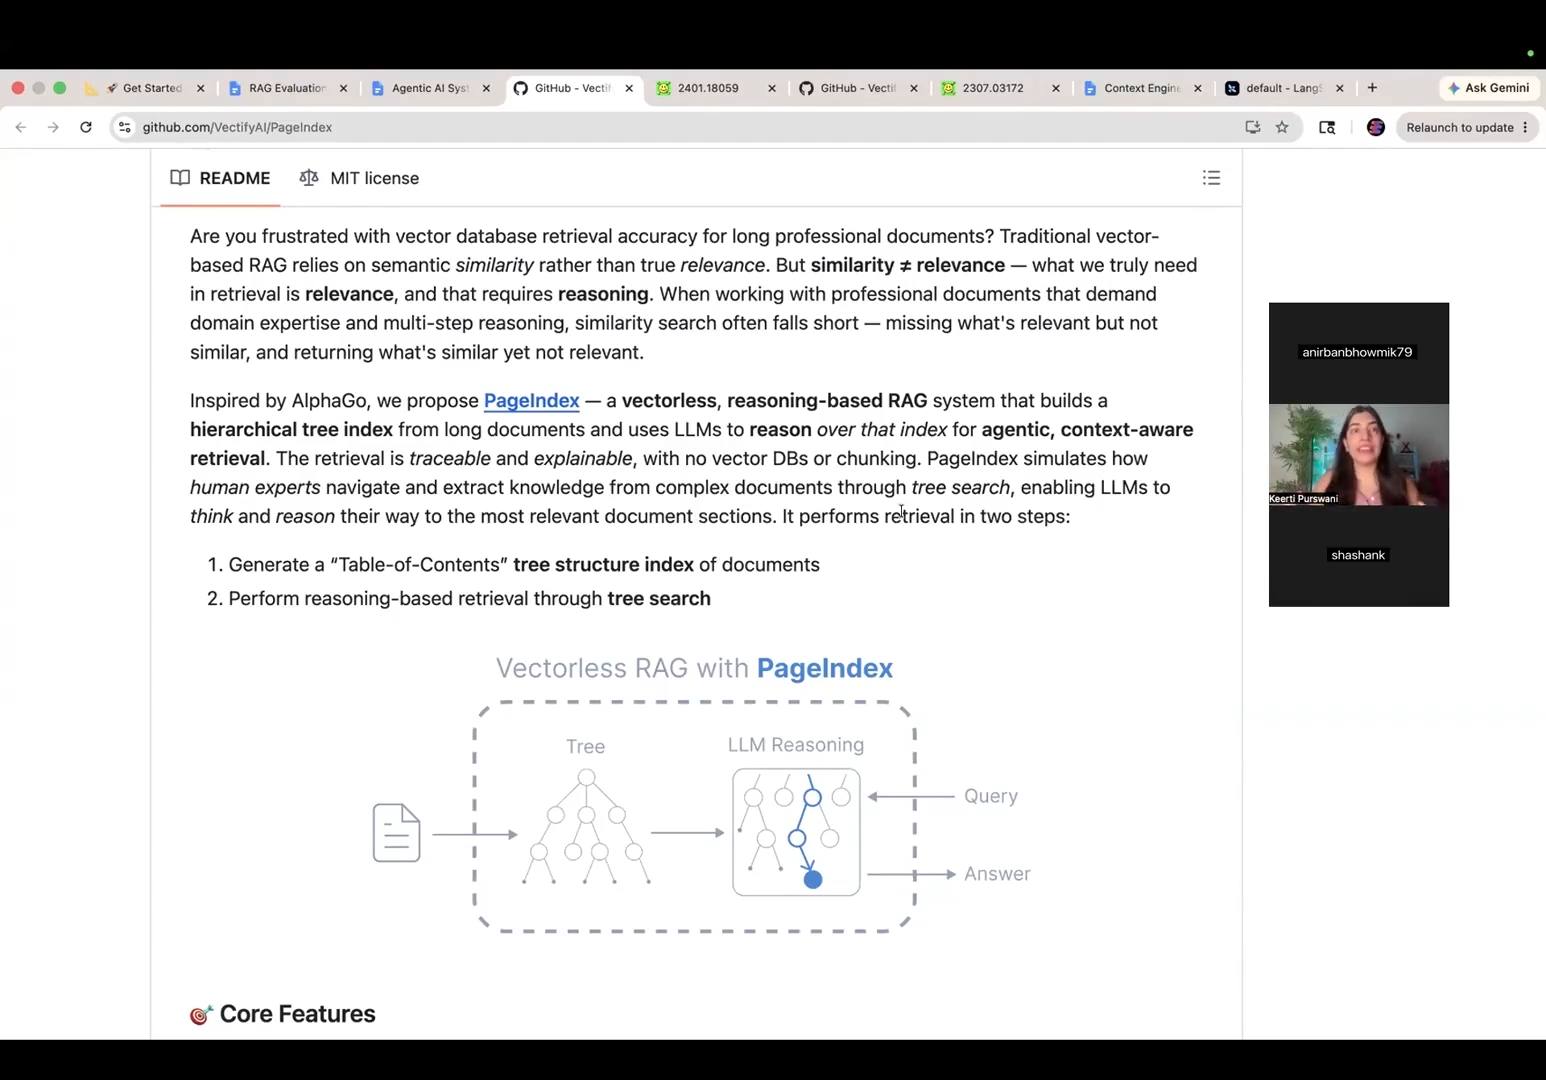 Get Started
RAG Evaluation
Agentic AI Sys
GitHub - Vectif
2401.18059
GitHub - Vectif
2307.03172
Context Engine
default - LangS
Ask Gemini
github.com/VectifyAI/PageIndex
Relaunch to update
README
MIT license
Are you frustrated with vector database retrieval accuracy for long professional documents? Traditional vector-
based RAG relies on semantic similarity rather than true relevance. But similarity ≠ relevance — what we truly need
in retrieval is relevance, and that requires reasoning. When working with professional documents that demand
domain expertise and multi-step reasoning, similarity search often falls short — missing what's relevant but not
similar, and returning what's similar yet not relevant.
Inspired by AlphaGo, we propose PageIndex — a vectorless, reasoning-based RAG system that builds a
hierarchical tree index from long documents and uses LLMs to reason over that index for agentic, context-aware
retrieval. The retrieval is traceable and explainable, with no vector DBs or chunking. PageIndex simulates how
human experts navigate and extract knowledge from complex documents through tree search, enabling LLMs to
think and reason their way to the most relevant document sections. It performs retrieval in two steps:
1. Generate a “Table-of-Contents” tree structure index of documents
2. Perform reasoning-based retrieval through tree search
Vectorless RAG with PageIndex
Tree
LLM Reasoning
Query
Answer
🎯 Core Features
anirbanbhowmik79
Keerti Purswani
shashank